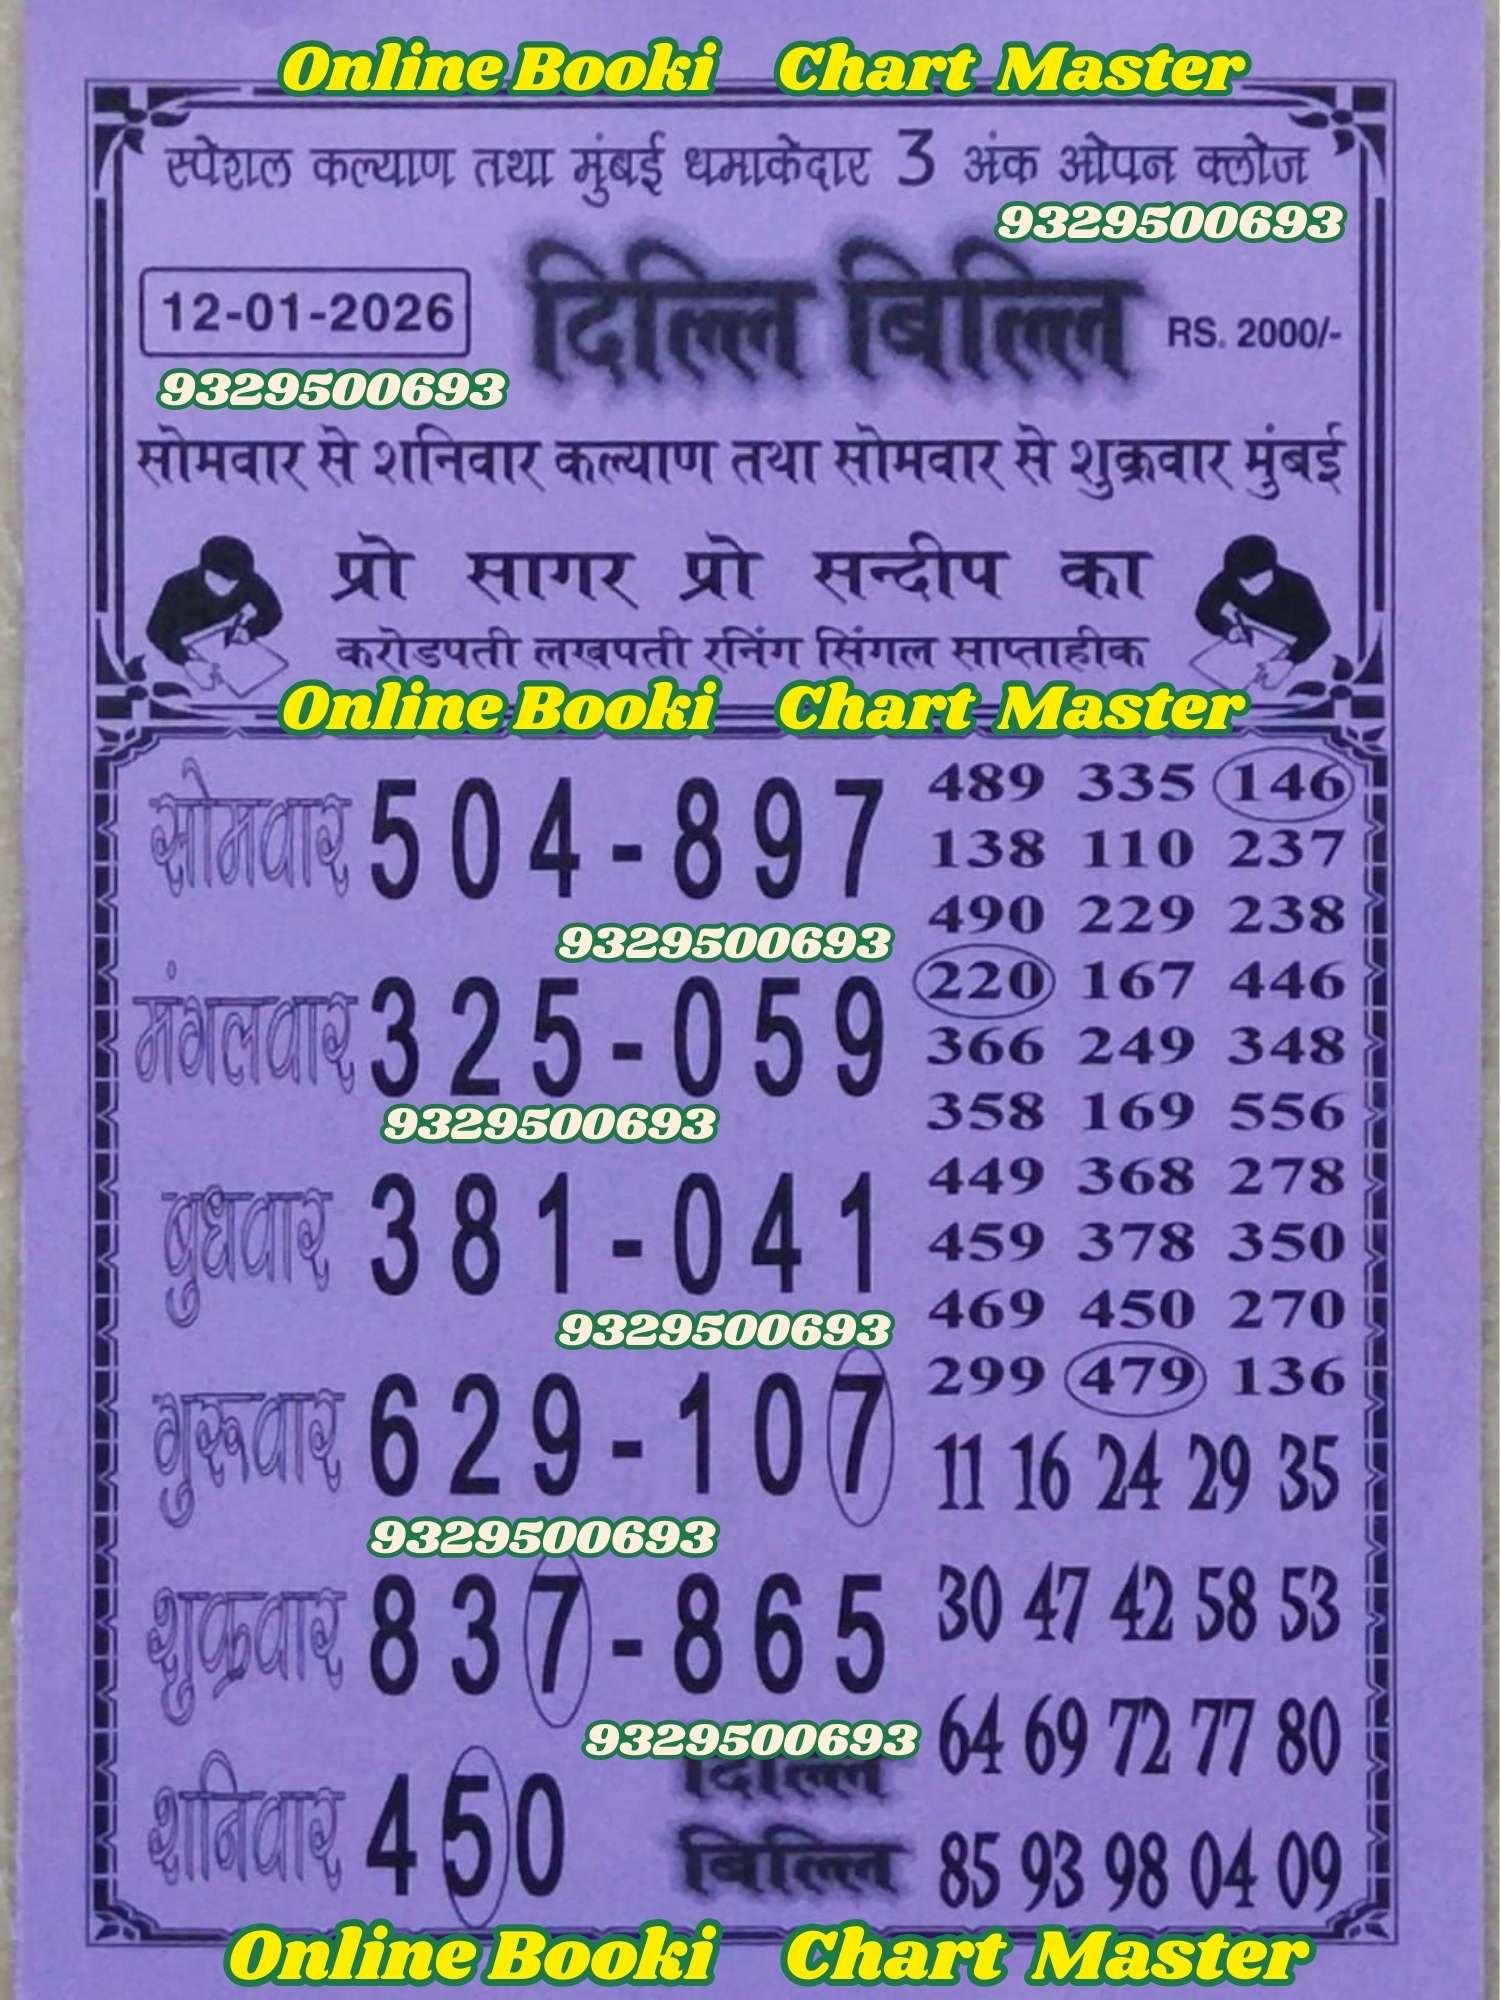 Online Booki Chart Master
स्पेशल कल्याण तथा मुंबई धमाकेदार 3 अंक ओपन क्लोज
9329500693
12-01-2026 दिल्लि बिल्लि RS. 2000/-
9329500693
सोमवार से शनिवार कल्याण तथा सोमवार से शुक्रवार मुंबई
प्रो सागर प्रो सन्दीप का
करोडपती लखपती रनिंग सिंगल साप्ताहीक
Online Booki Chart Master
सोमवार 504-897
9329500693
मंगलवार 325-059
9329500693
बुधवार 381-041
9329500693
गुरूवार 629-107
9329500693
शुक्रवार 837-865
9329500693
शनिवार 450
दिल्लि
बिल्लि
489 335 146
138 110 237
490 229 238
220 167 446
366 249 348
358 169 556
449 368 278
459 378 350
469 450 270
299 479 136
11 16 24 29 35
30 47 42 58 53
64 69 72 77 80
85 93 98 04 09
Online Booki Chart Master